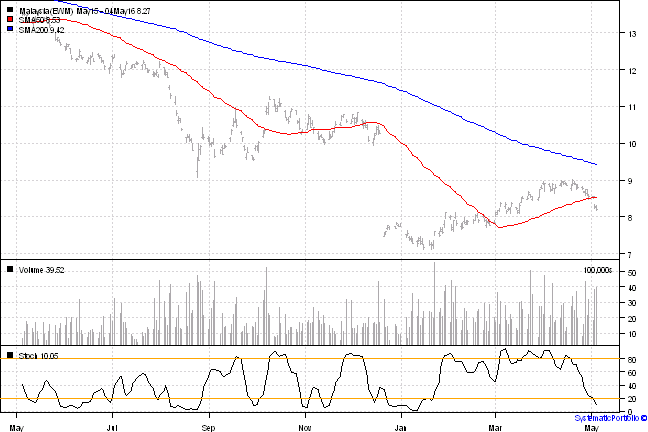 Malaysia(EWM) May15 - 04May16 8.27
SMA50 8.53
SMA200 9.42
13
12
11
10
9
8
7
Volume 39.52
100,000s
50
40
30
20
10
Stoch 10.05
80
60
40
20
0
May Jul Sep Nov Jan Mar May
SystematicPortfolio ©